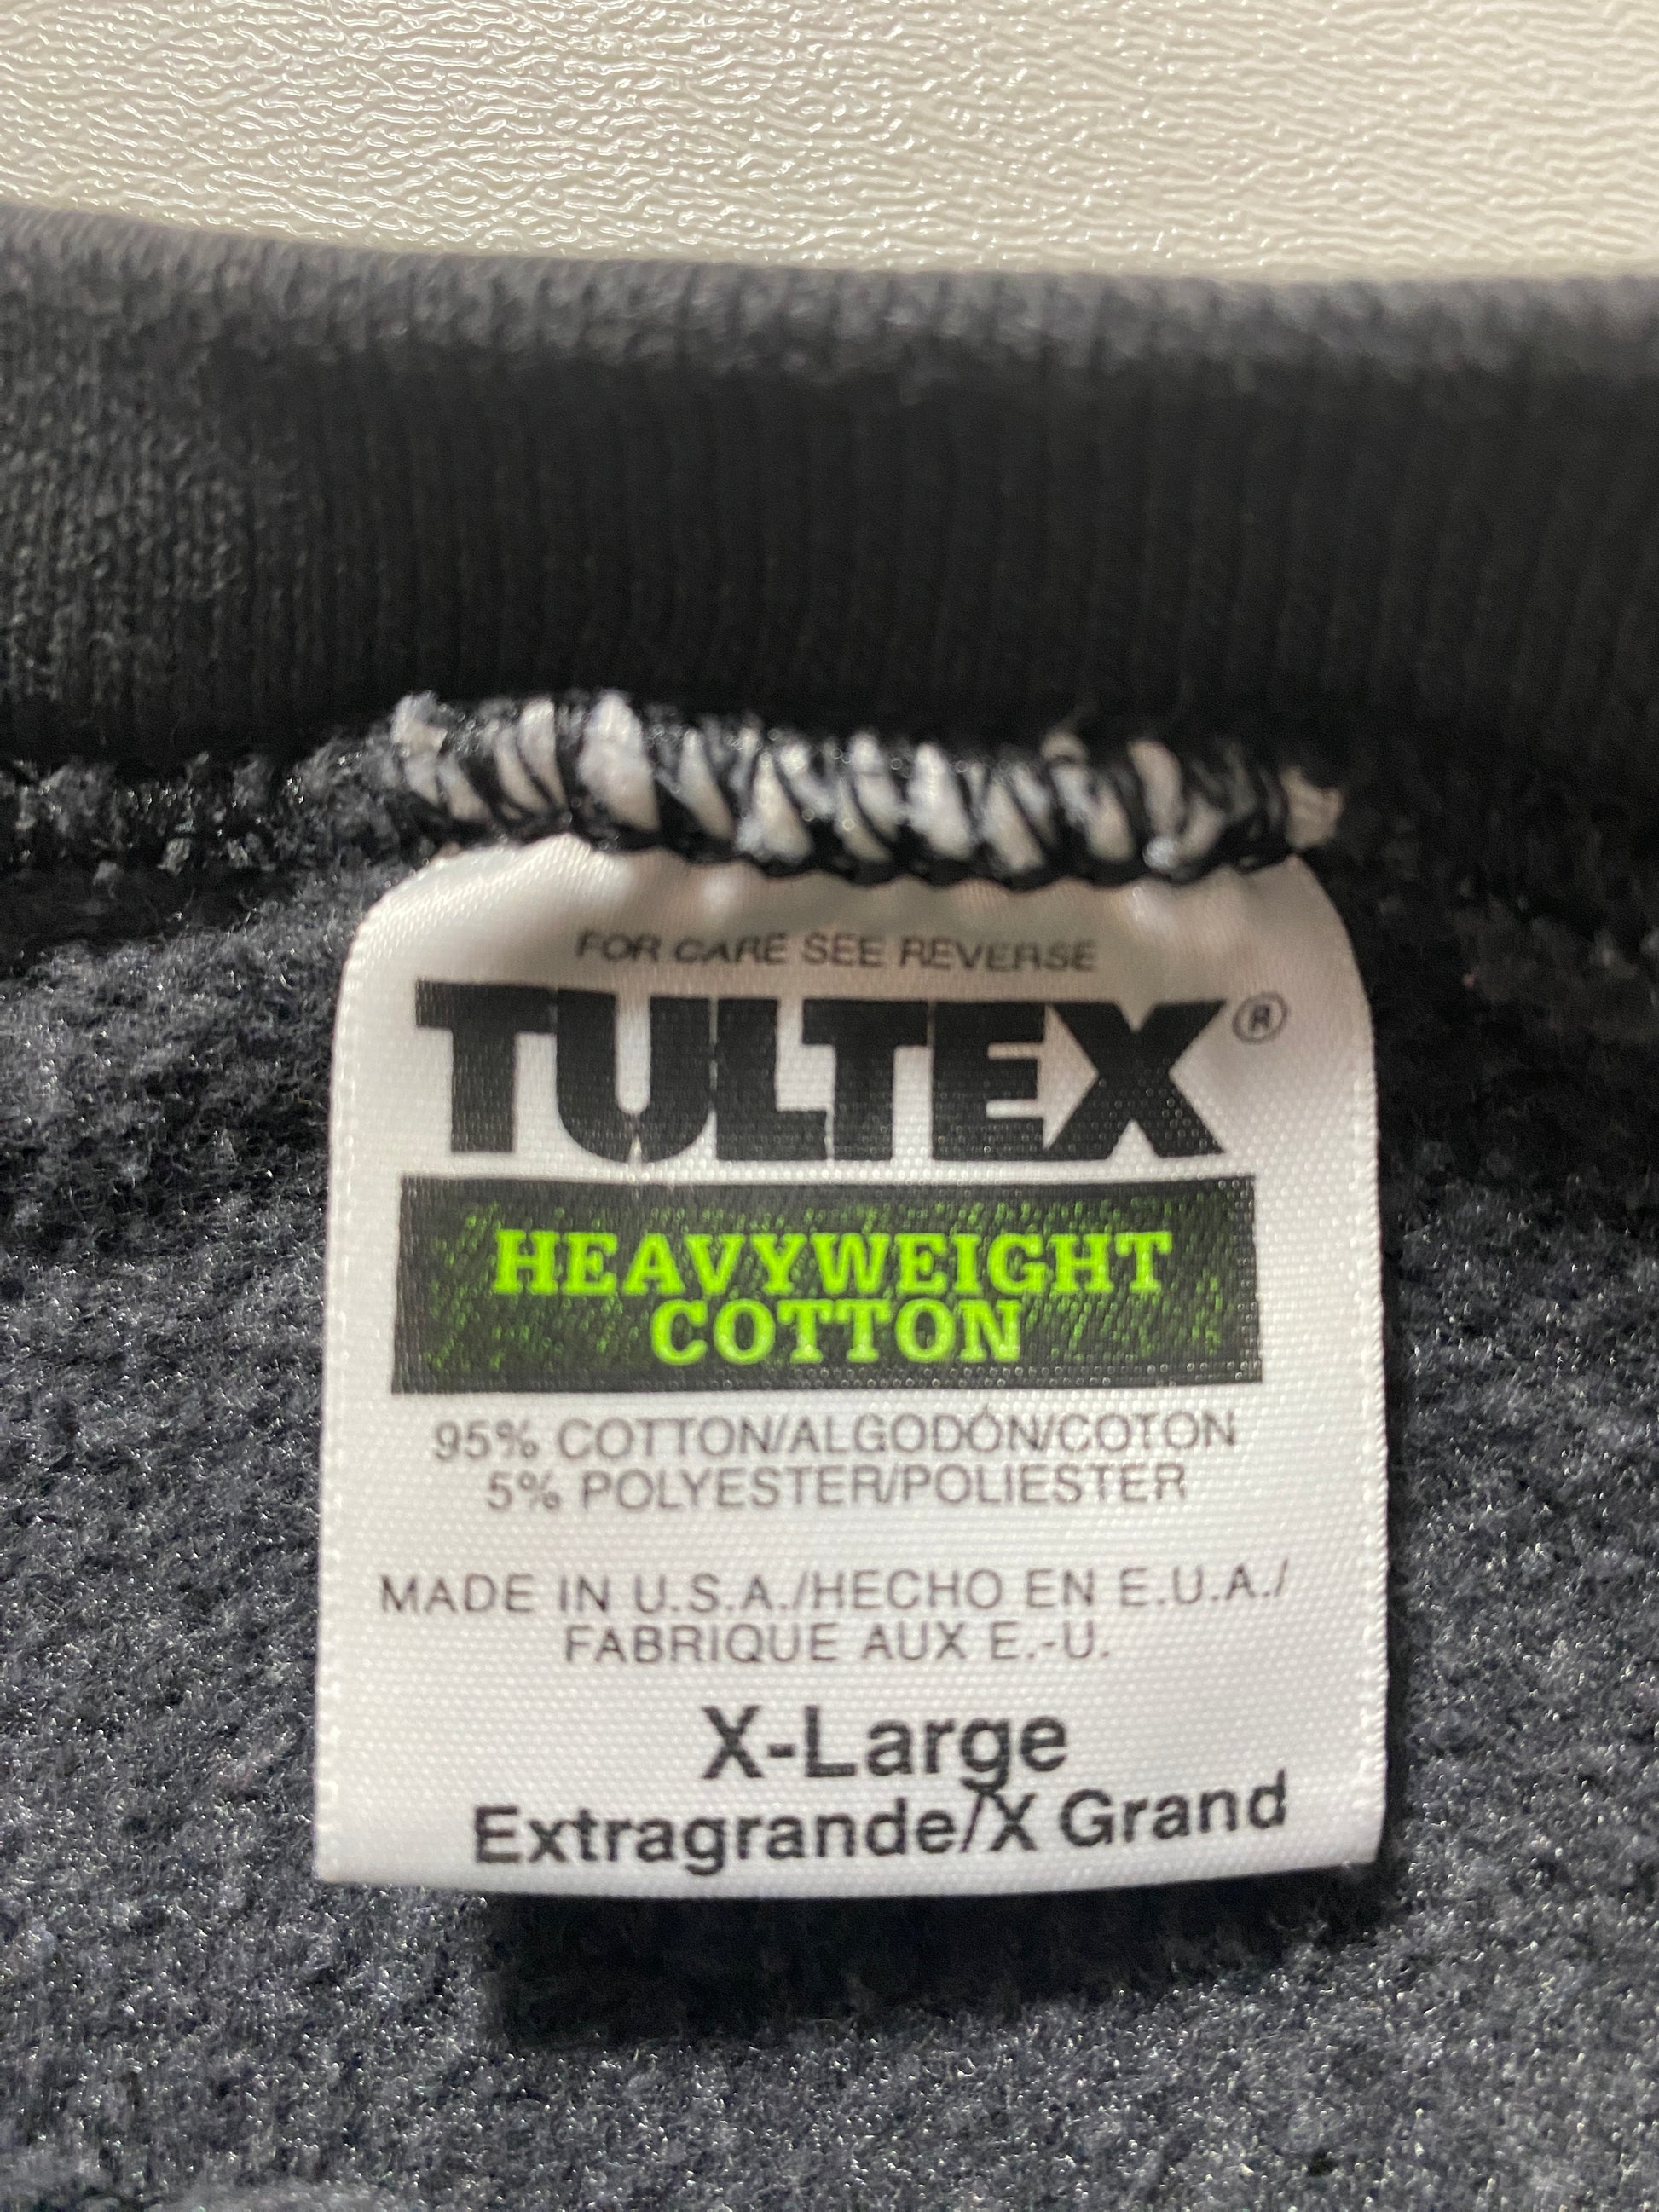 FOR CARE SEE REVERSE
TULTEX®
HEAVYWEIGHT
COTTON
95% COTTON/ALGODÓN/COTON
5% POLYESTER/POLIESTER
MADE IN U.S.A./HECHO EN E.U.A./
FABRIQUE AUX E.-U.
X-Large
Extragrande/X Grand